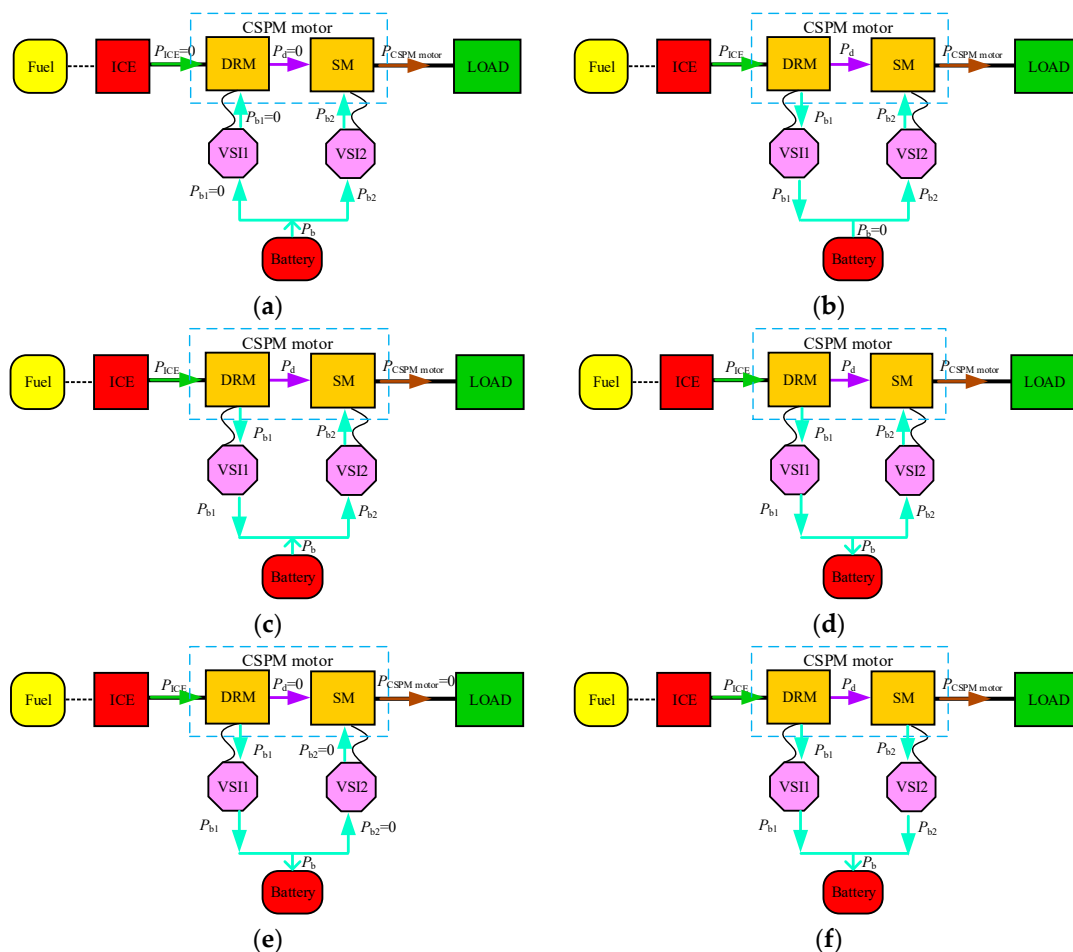 CSPM motor
Fuel ICE P_ICE=0 DRM P_d=0 SM P_CSPM motor LOAD
P_b1=0 P_b2
VSI1 VSI2
P_b1=0 P_b2
P_b
Battery
(a)
CSPM motor
Fuel ICE P_ICE DRM P_d SM P_CSPM motor LOAD
P_b1 P_b2
VSI1 VSI2
P_b1 P_b2
P_b=0
Battery
(b)
CSPM motor
Fuel ICE P_ICE DRM P_d SM P_CSPM motor LOAD
P_b1 P_b2
VSI1 VSI2
P_b1 P_b2
P_b
Battery
(c)
CSPM motor
Fuel ICE P_ICE DRM P_d SM P_CSPM motor LOAD
P_b1 P_b2
VSI1 VSI2
P_b1 P_b2
P_b
Battery
(d)
CSPM motor
Fuel ICE P_ICE DRM P_d=0 SM P_CSPM motor=0 LOAD
P_b1 P_b2=0
VSI1 VSI2
P_b1 P_b2=0
P_b
Battery
(e)
CSPM motor
Fuel ICE P_ICE DRM P_d SM P_CSPM motor LOAD
P_b1 P_b2
VSI1 VSI2
P_b1 P_b2
P_b
Battery
(f)